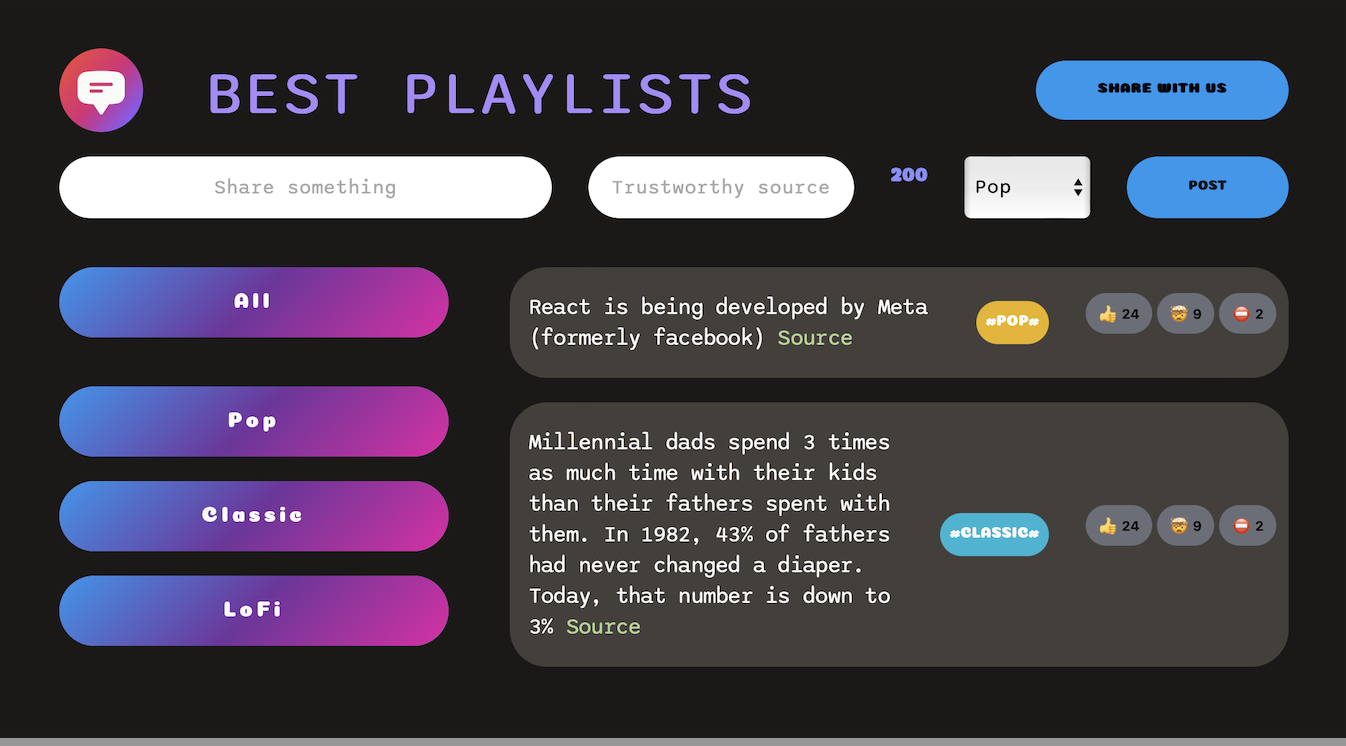 BEST PLAYLISTS
SHARE WITH US
Share something
Trustworthy source
200
Pop
POST
All
Pop
Classic
LoFi
React is being developed by Meta
(formerly facebook) Source
#POP#
👍 24
🤯 9
⛔ 2
Millennial dads spend 3 times
as much time with their kids
than their fathers spent with
them. In 1982, 43% of fathers
had never changed a diaper.
Today, that number is down to
3% Source
#CLASSIC#
👍 24
🤯 9
⛔ 2